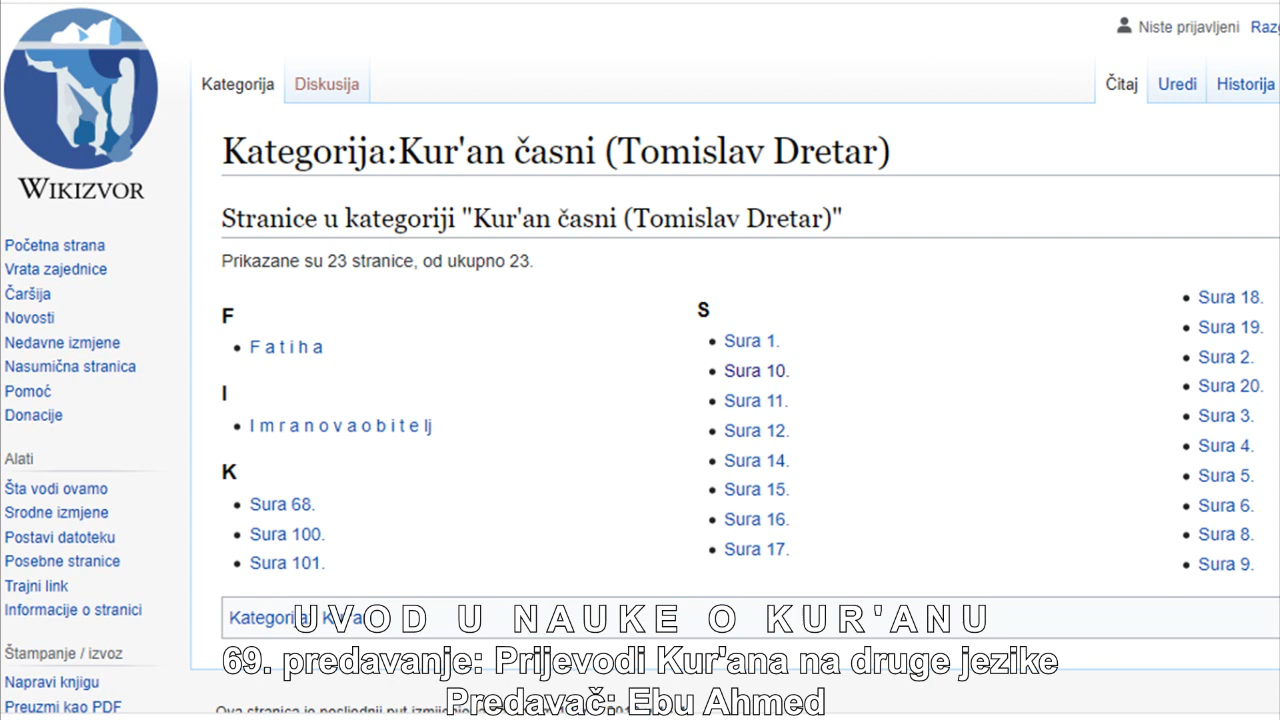 Niste prijavljeni
WIKIZVOR
Kategorija
Diskusija
Čitaj
Uredi
Historija
Kategorija:Kur'an časni (Tomislav Dretar)
Stranice u kategoriji "Kur'an časni (Tomislav Dretar)"
Prikazane su 23 stranice, od ukupno 23.
F
F a t i h a
I
I m r a n o v a o b i t e lj
K
Sura 68.
Sura 100.
Sura 101.
S
Sura 1.
Sura 10.
Sura 11.
Sura 12.
Sura 14.
Sura 15.
Sura 16.
Sura 17.
Sura 18.
Sura 19.
Sura 2.
Sura 20.
Sura 3.
Sura 4.
Sura 5.
Sura 6.
Sura 8.
Sura 9.
Početna strana
Vrata zajednice
Čaršija
Novosti
Nedavne izmjene
Nasumična stranica
Pomoć
Donacije
Alati
Šta vodi ovamo
Srodne izmjene
Postavi datoteku
Posebne stranice
Trajni link
Informacije o stranici
Štampanje / izvoz
Napravi knjigu
Preuzmi kao PDF
UVOD U NAUKE O KUR'ANU
69. predavanje: Prijevodi Kur'ana na druge jezike
Predavač: Ebu Ahmed